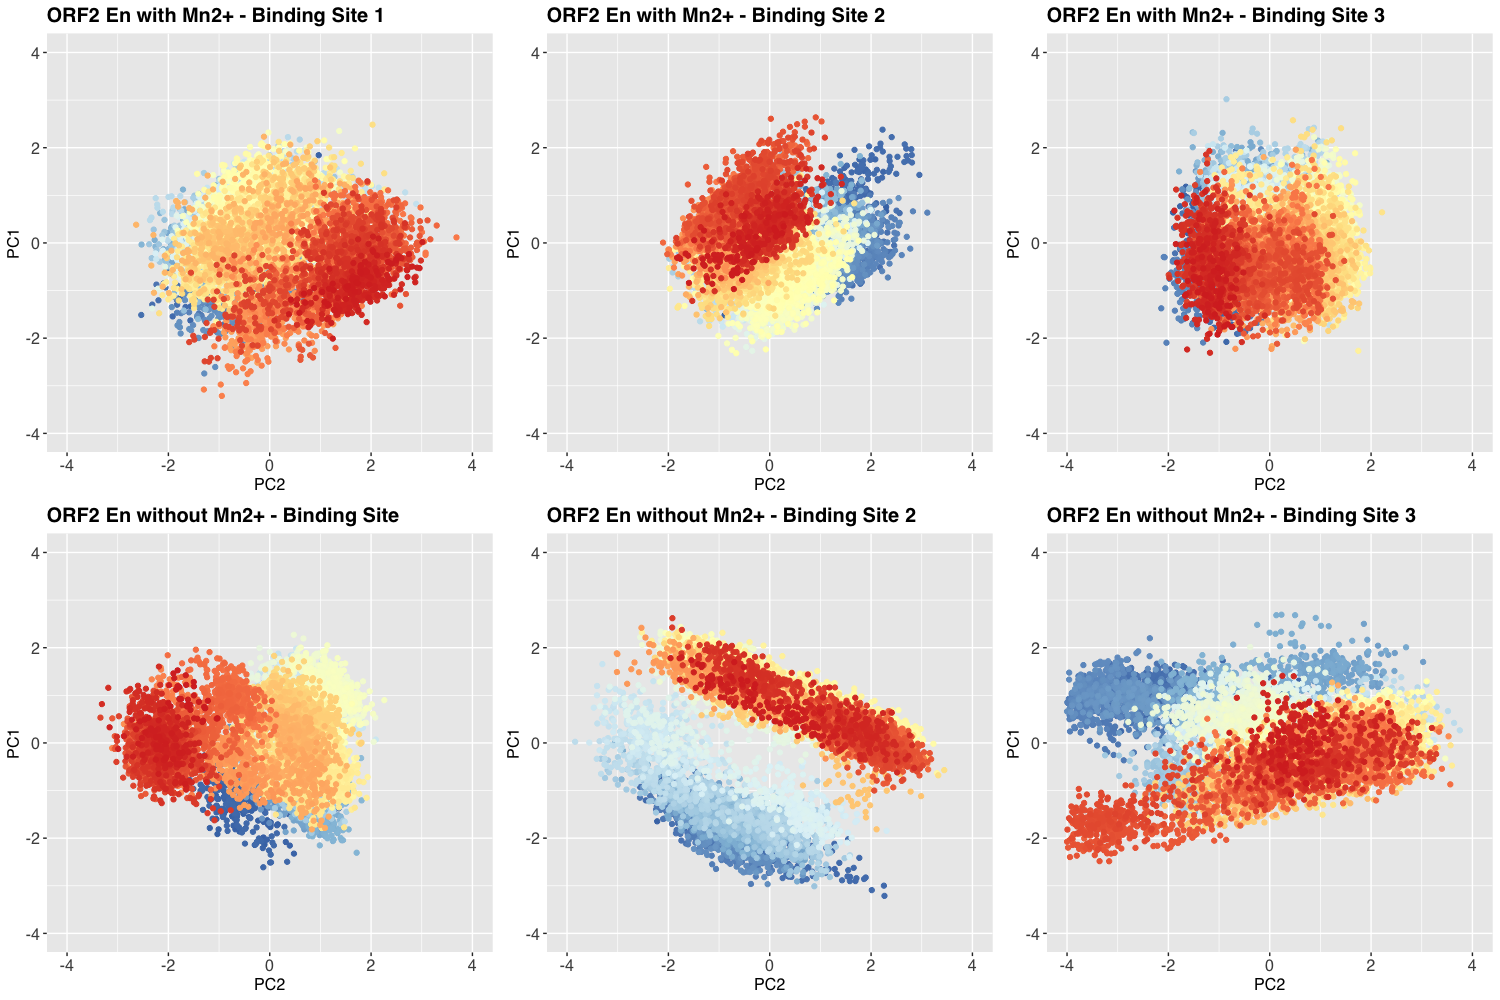 ORF2 En with Mn2+ - Binding Site 1
4
2
0
-2
-4
PC1
-4 -2 0 2 4
PC2
ORF2 En with Mn2+ - Binding Site 2
4
2
0
-2
-4
PC1
-4 -2 0 2 4
PC2
ORF2 En with Mn2+ - Binding Site 3
4
2
0
-2
-4
PC1
-4 -2 0 2 4
PC2
ORF2 En without Mn2+ - Binding Site
4
2
0
-2
-4
PC1
-4 -2 0 2 4
PC2
ORF2 En without Mn2+ - Binding Site 2
4
2
0
-2
-4
PC1
-4 -2 0 2 4
PC2
ORF2 En without Mn2+ - Binding Site 3
4
2
0
-2
-4
PC1
-4 -2 0 2 4
PC2